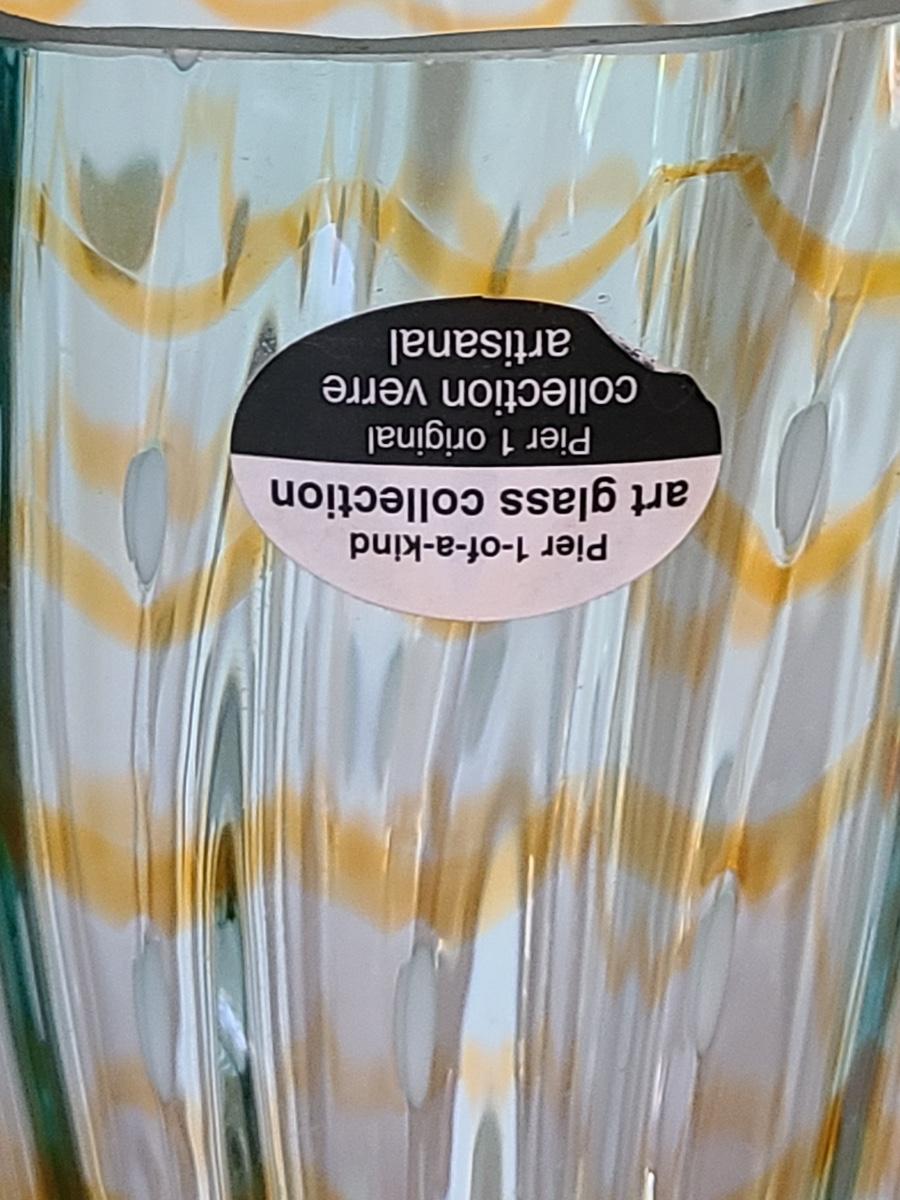 Pier 1-of-a-kind
art glass collection
Pier 1 original
collection verre
artisanal